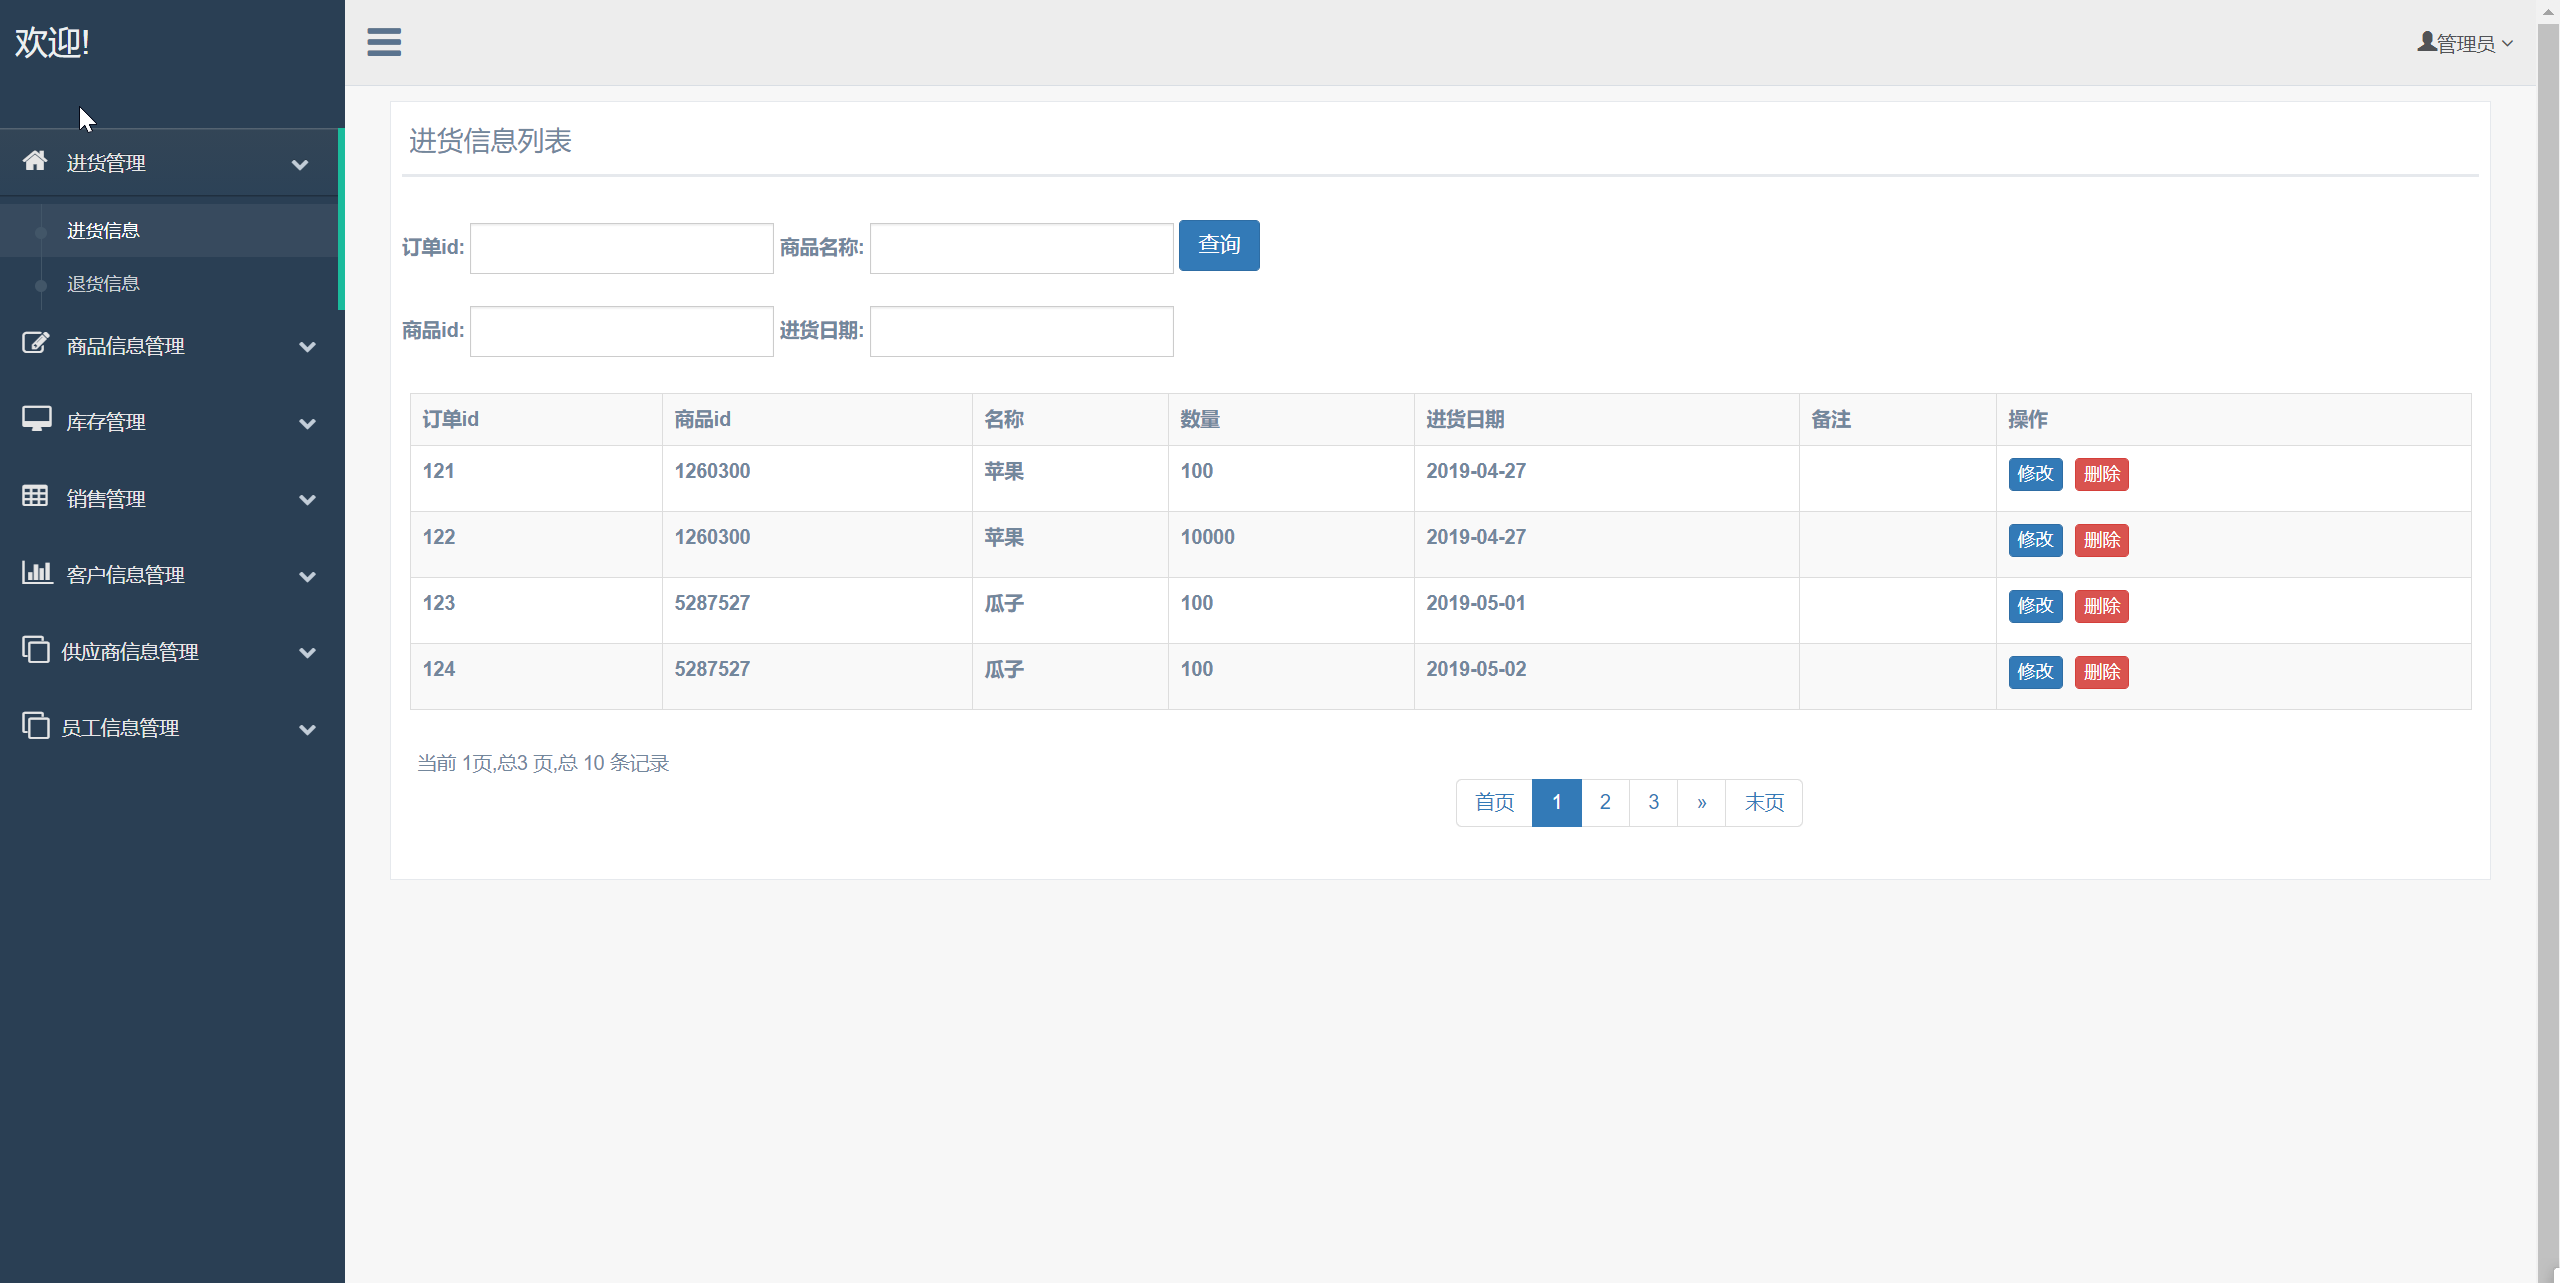 欢迎!
管理员
进货管理
进货信息
退货信息
商品信息管理
库存管理
销售管理
客户信息管理
供应商信息管理
员工信息管理
进货信息列表
订单id: 商品名称: 查询
商品id: 进货日期:
订单id 商品id 名称 数量 进货日期 备注 操作
121 1260300 苹果 100 2019-04-27 修改 删除
122 1260300 苹果 10000 2019-04-27 修改 删除
123 5287527 瓜子 100 2019-05-01 修改 删除
124 5287527 瓜子 100 2019-05-02 修改 删除
当前 1页,总3 页,总 10 条记录
首页 1 2 3 » 末页